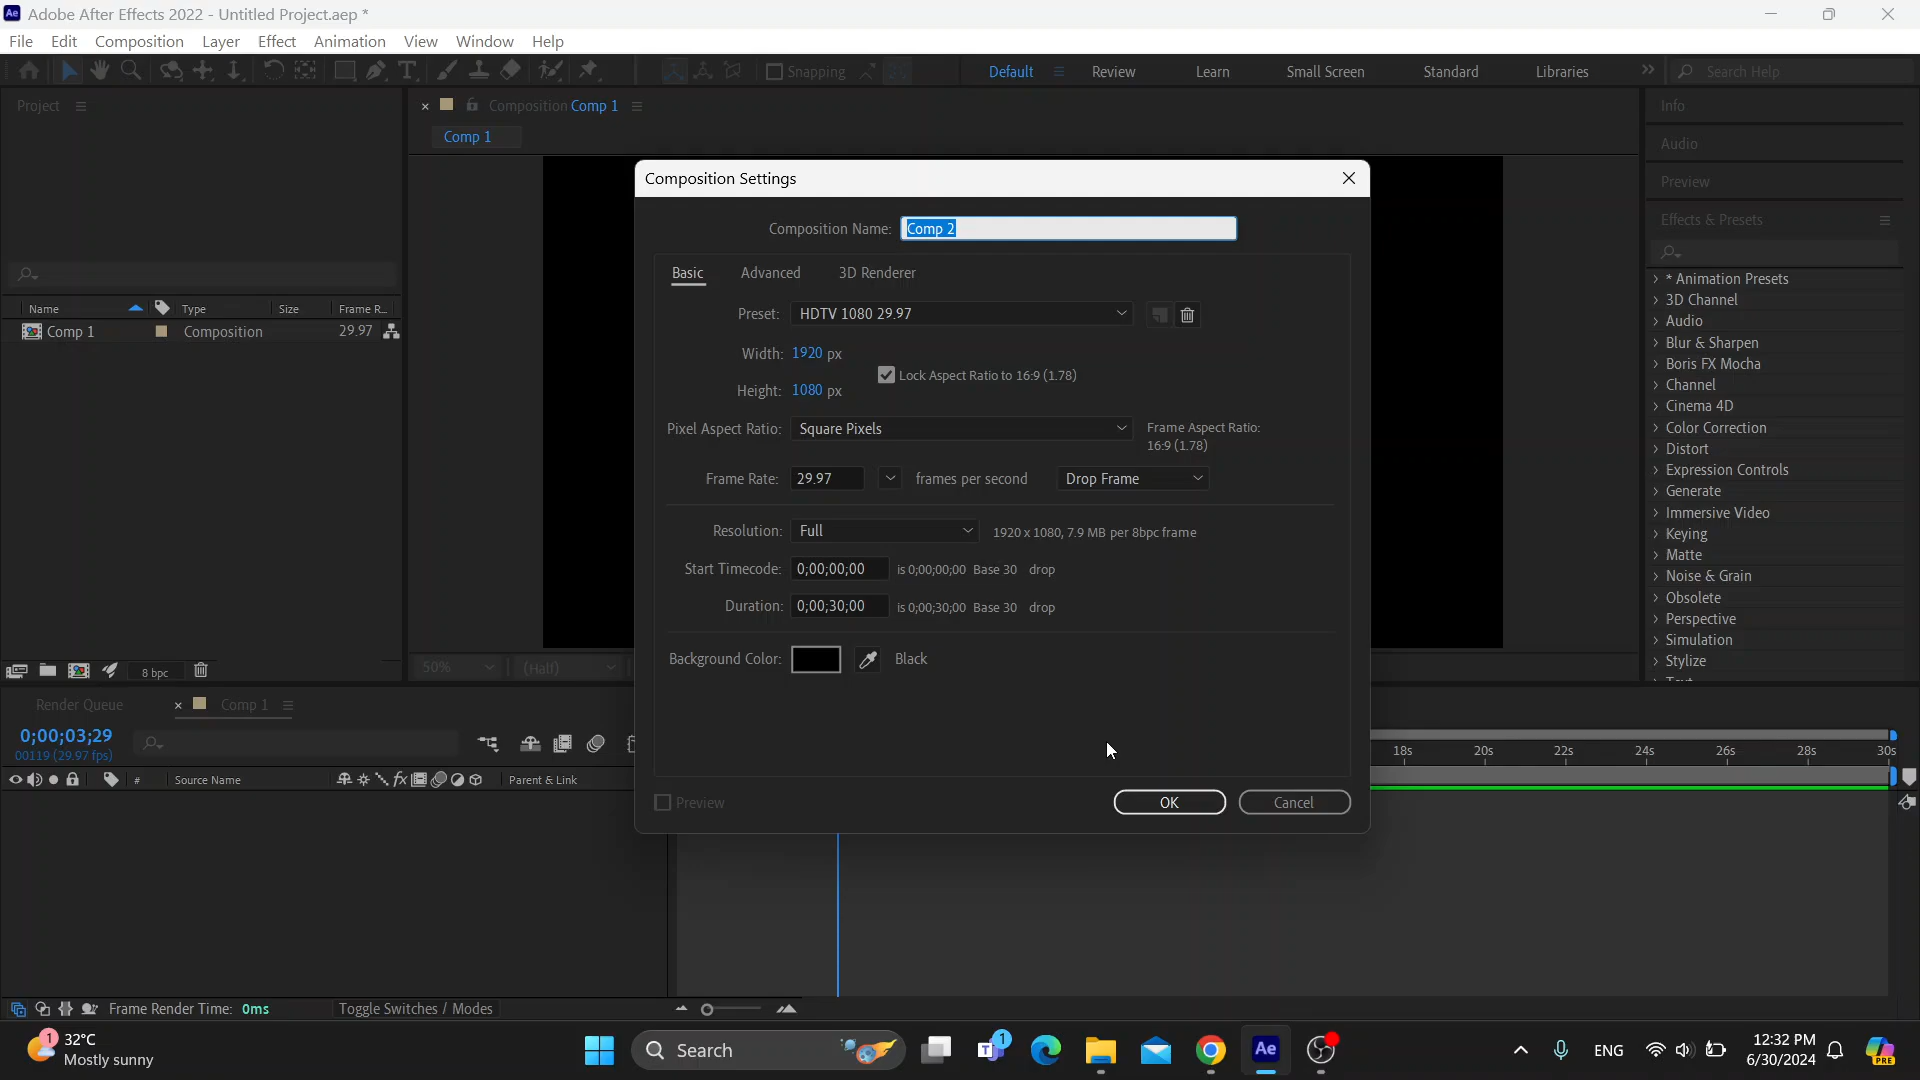 Ae Adobe After Effects 2022 - Untitled Project.aep *
File Edit Composition Layer Effect Animation View Window Help
Snapping Default Review Learn Small Screen Standard Libraries Search Help
Project
Composition Comp 1
Comp 1
Name Type Size Frame R...
Comp 1 Composition 29.97
8 bpc
50% (Half)
Composition Settings
Composition Name: Comp 2
Basic Advanced 3D Renderer
Preset: HDTV 1080 29.97
Width: 1920 px
Lock Aspect Ratio to 16:9 (1.78)
Height: 1080 px
Pixel Aspect Ratio: Square Pixels Frame Aspect Ratio:
16:9 (1.78)
Frame Rate: 29.97 frames per second Drop Frame
Resolution: Full 1920 x 1080, 7.9 MB per 8bpc frame
Start Timecode: 0;00;00;00 is 0;00;00;00 Base 30 drop
Duration: 0;00;30;00 is 0;00;30;00 Base 30 drop
Background Color: Black
Preview OK Cancel
Info
Audio
Preview
Effects & Presets
> * Animation Presets
> 3D Channel
> Audio
> Blur & Sharpen
> Boris FX Mocha
> Channel
> Cinema 4D
> Color Correction
> Distort
> Expression Controls
> Generate
> Immersive Video
> Keying
> Matte
> Noise & Grain
> Obsolete
> Perspective
> Simulation
> Stylize
Render Queue Comp 1
0;00;03;29
00119 (29.97 fps)
# Source Name fx Parent & Link
18s 20s 22s 24s 26s 28s 30s
Frame Render Time: 0ms Toggle Switches / Modes
1 32°C
Mostly sunny
Search
1
Ae
ENG
12:32 PM
6/30/2024
PRE